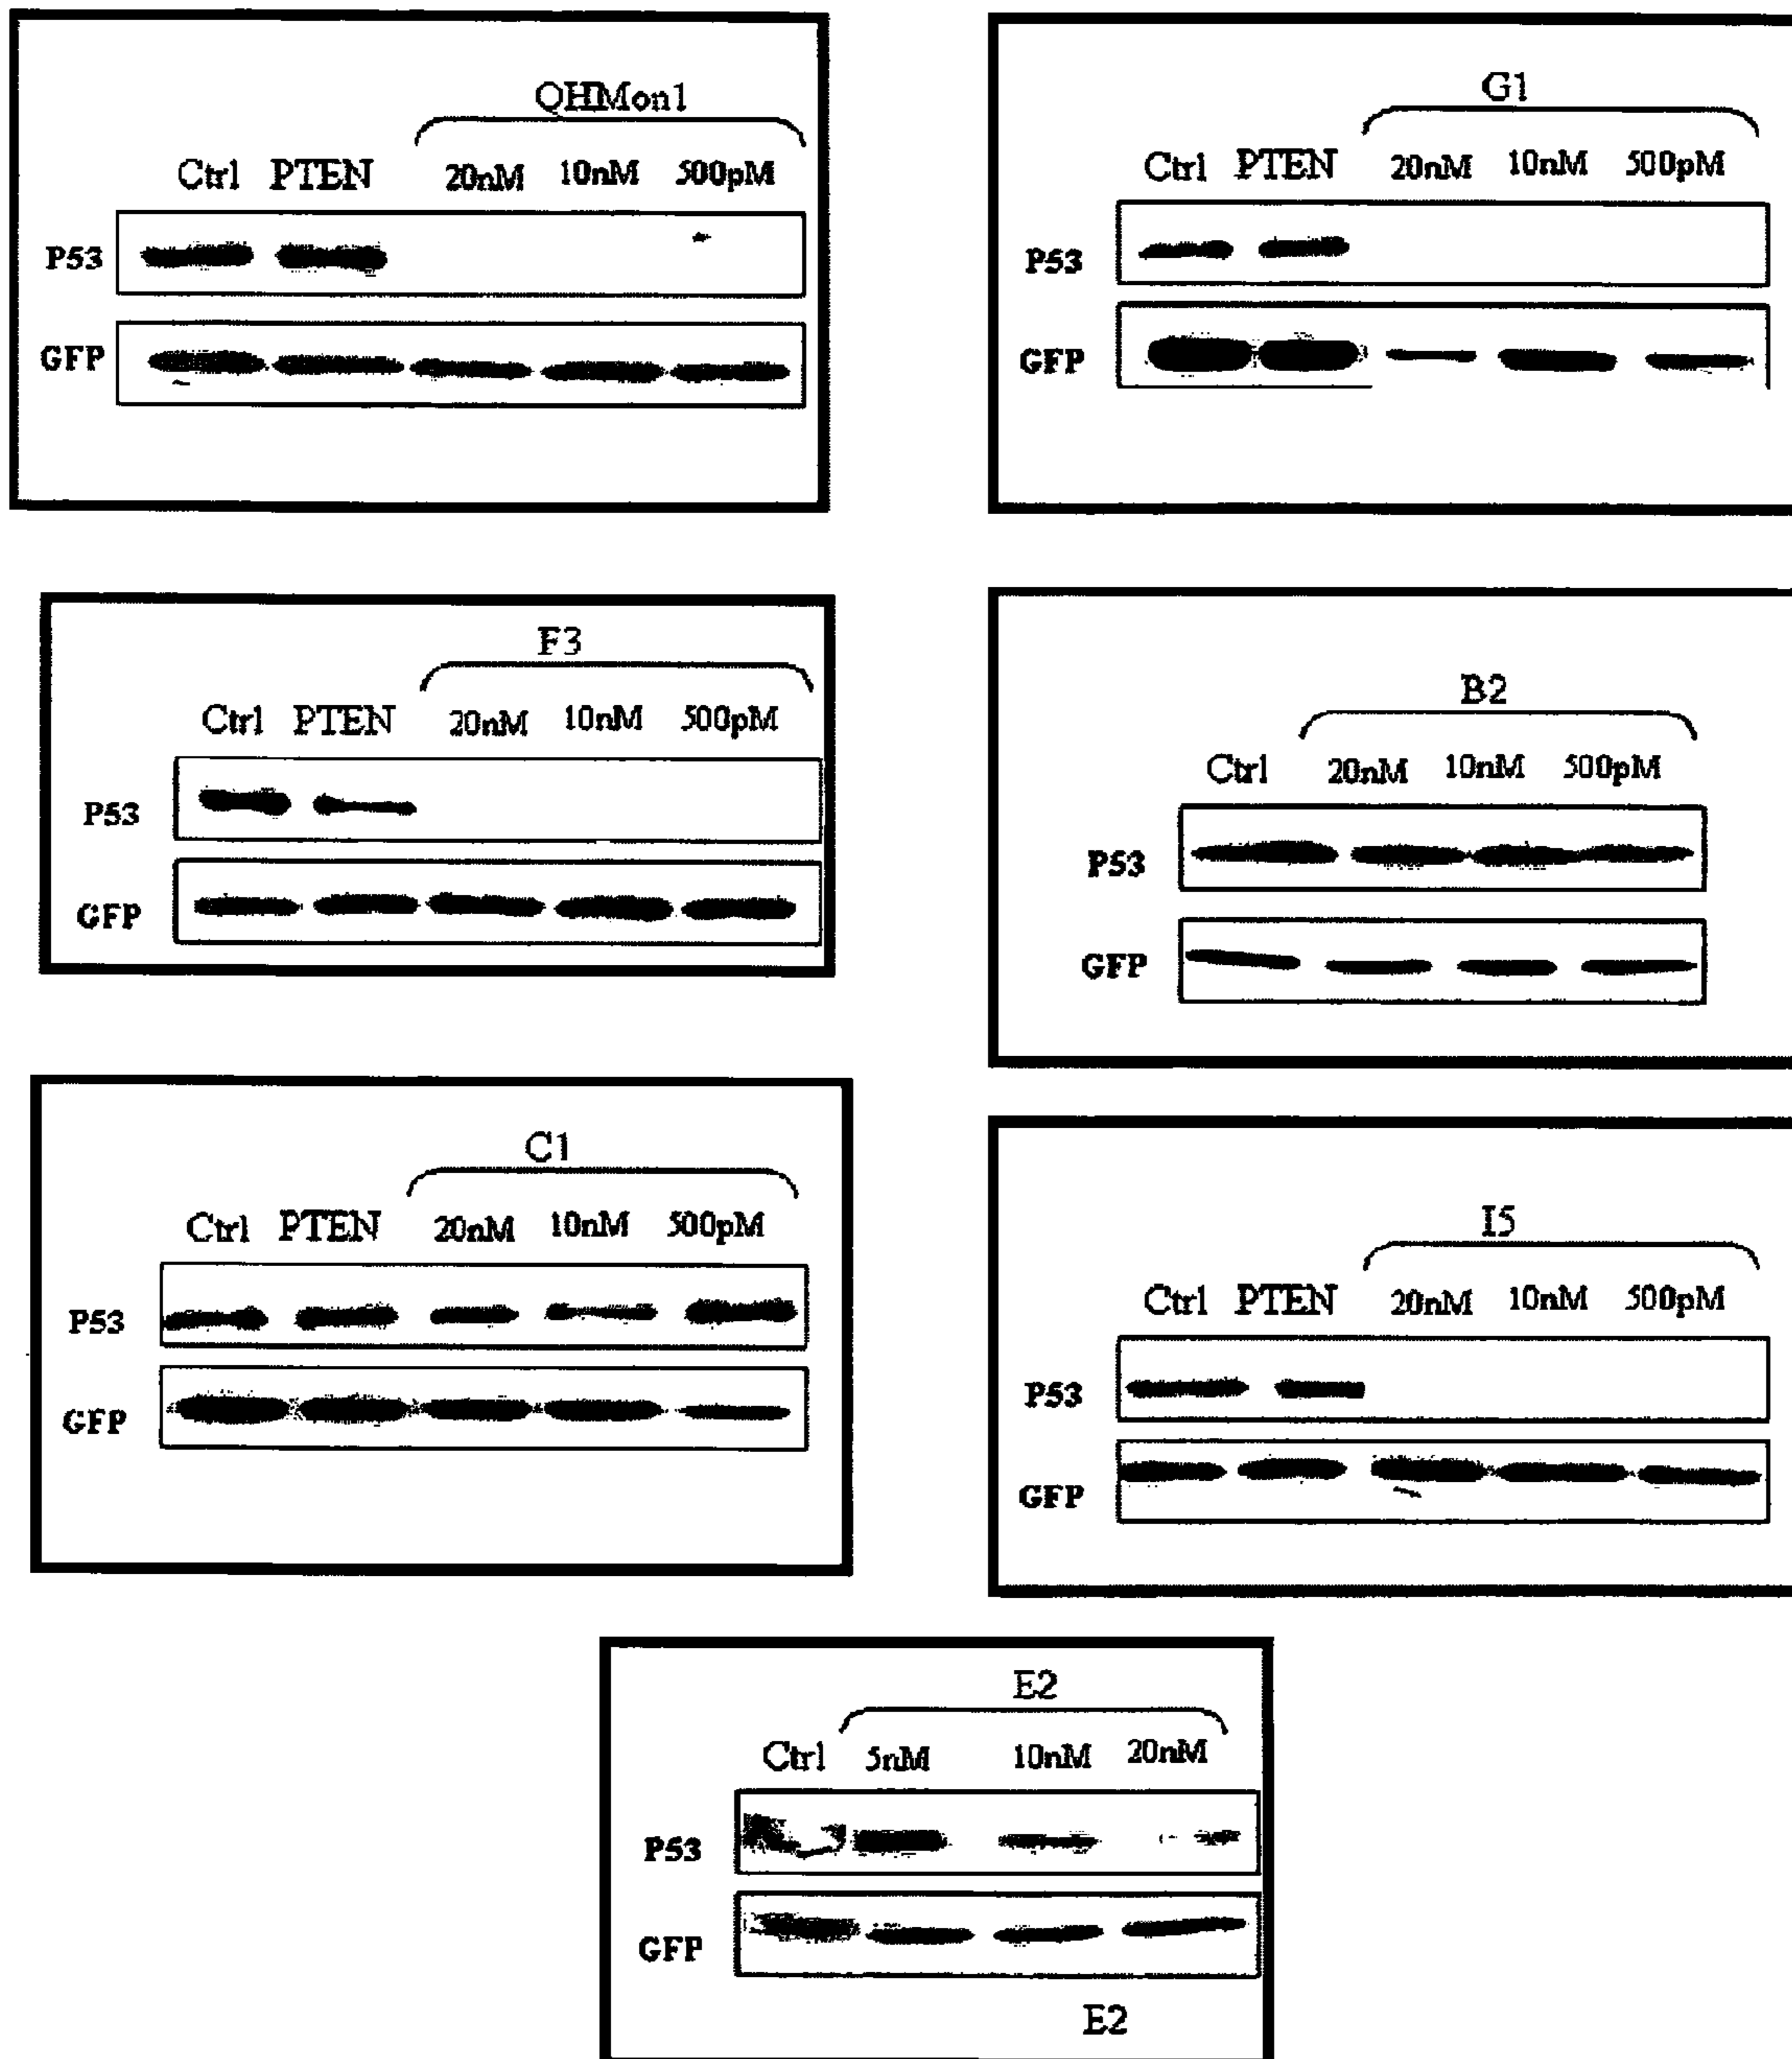 QHMon1
Ctrl PTEN 20nM 10nM 500pM
P53
GFP
G1
Ctrl PTEN 20nM 10nM 500pM
P53
GFP
F3
Ctrl PTEN 20nM 10nM 500pM
P53
GFP
B2
Ctrl 20nM 10nM 500pM
P53
GFP
C1
Ctrl PTEN 20nM 10nM 500pM
P53
GFP
I5
Ctrl PTEN 20nM 10nM 500pM
P53
GFP
E2
Ctrl 5nM 10nM 20nM
P53
GFP
E2